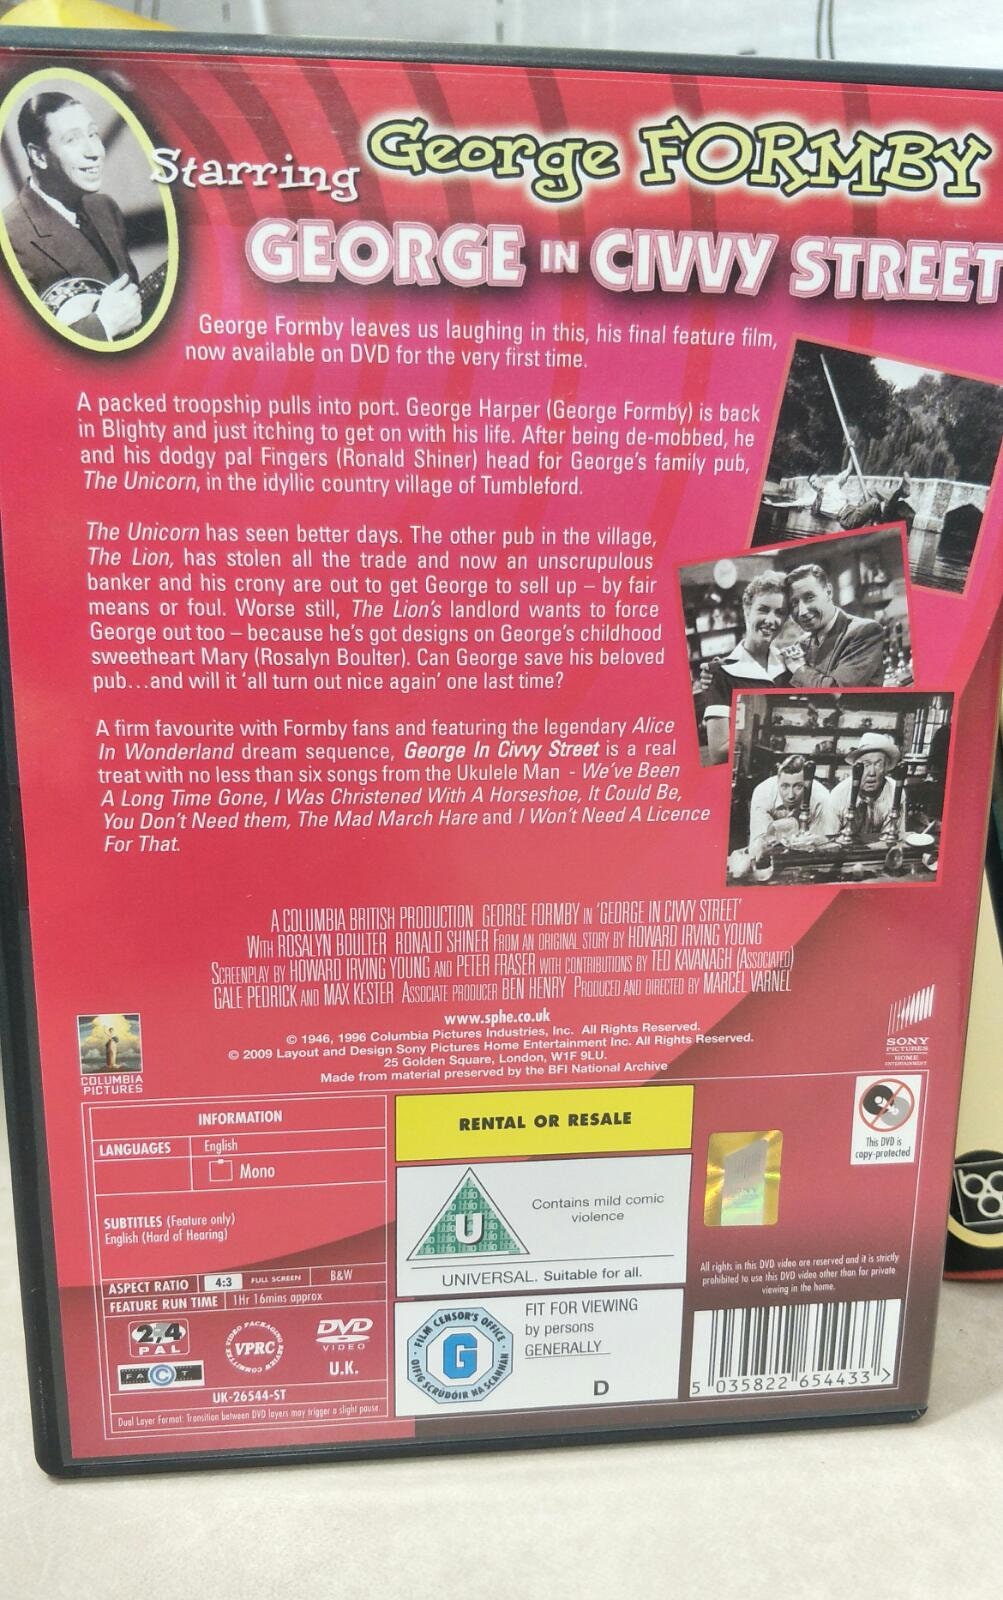 Starring George FORMBY
GEORGE IN CIVVY STREET
George Formby leaves us laughing in this, his final feature film,
now available on DVD for the very first time.
A packed troopship pulls into port. George Harper (George Formby) is back
in Blighty and just itching to get on with his life. After being de-mobbed, he
and his dodgy pal Fingers (Ronald Shiner) head for George's family pub,
The Unicorn, in the idyllic country village of Tumbleford.
The Unicorn has seen better days. The other pub in the village,
The Lion, has stolen all the trade and now an unscrupulous
banker and his crony are out to get George to sell up – by fair
means or foul. Worse still, The Lion's landlord wants to force
George out too – because he's got designs on George's childhood
sweetheart Mary (Rosalyn Boulter). Can George save his beloved
pub...and will it 'all turn out nice again' one last time?
A firm favourite with Formby fans and featuring the legendary Alice
In Wonderland dream sequence, George In Civvy Street is a real
treat with no less than six songs from the Ukulele Man - We've Been
A Long Time Gone, I Was Christened With A Horseshoe, It Could Be,
You Don't Need them, The Mad March Hare and I Won't Need A Licence
For That.
A COLUMBIA BRITISH PRODUCTION GEORGE FORMBY IN 'GEORGE IN CIVVY STREET'
WITH ROSALYN BOULTER RONALD SHINER FROM AN ORIGINAL STORY BY HOWARD IRVING YOUNG
SCREENPLAY BY HOWARD IRVING YOUNG AND PETER FRASER WITH CONTRIBUTIONS BY TED KAVANAGH (ASSOCIATED)
GALE PEDRICK AND MAX KESTER ASSOCIATE PRODUCER BEN HENRY PRODUCED AND DIRECTED BY MARCEL VARNEL
www.sphe.co.uk
© 1946, 1996 Columbia Pictures Industries, Inc. All Rights Reserved.
© 2009 Layout and Design Sony Pictures Home Entertainment Inc. All Rights Reserved.
25 Golden Square, London, W1F 9LU.
Made from material preserved by the BFI National Archive
COLUMBIA
PICTURES
SONY
PICTURES
HOME
ENTERTAINMENT
INFORMATION
LANGUAGES English
Mono
SUBTITLES (Feature only)
English (Hard of Hearing)
ASPECT RATIO 4:3 FULL SCREEN B&W
FEATURE RUN TIME 1Hr 16mins approx
2,4
PAL
VIDEO PACKAGING REVIEW COMMITTEE
VPRC
DVD
VIDEO
U.K.
FACT
UK-26544-ST
Dual Layer Format: Transition between DVD layers may trigger a slight pause.
RENTAL OR RESALE
U
Contains mild comic
violence
UNIVERSAL. Suitable for all.
FILM CENSOR'S OFFICE
G
OIFIG SCRÚDÓIR NA SCANNÁN
FIT FOR VIEWING
by persons
GENERALLY
D
SONY
This DVD is
copy-protected
All rights in this DVD video are reserved and it is strictly
prohibited to use this DVD video other than for private
viewing in the home.
5 035822 654433 >